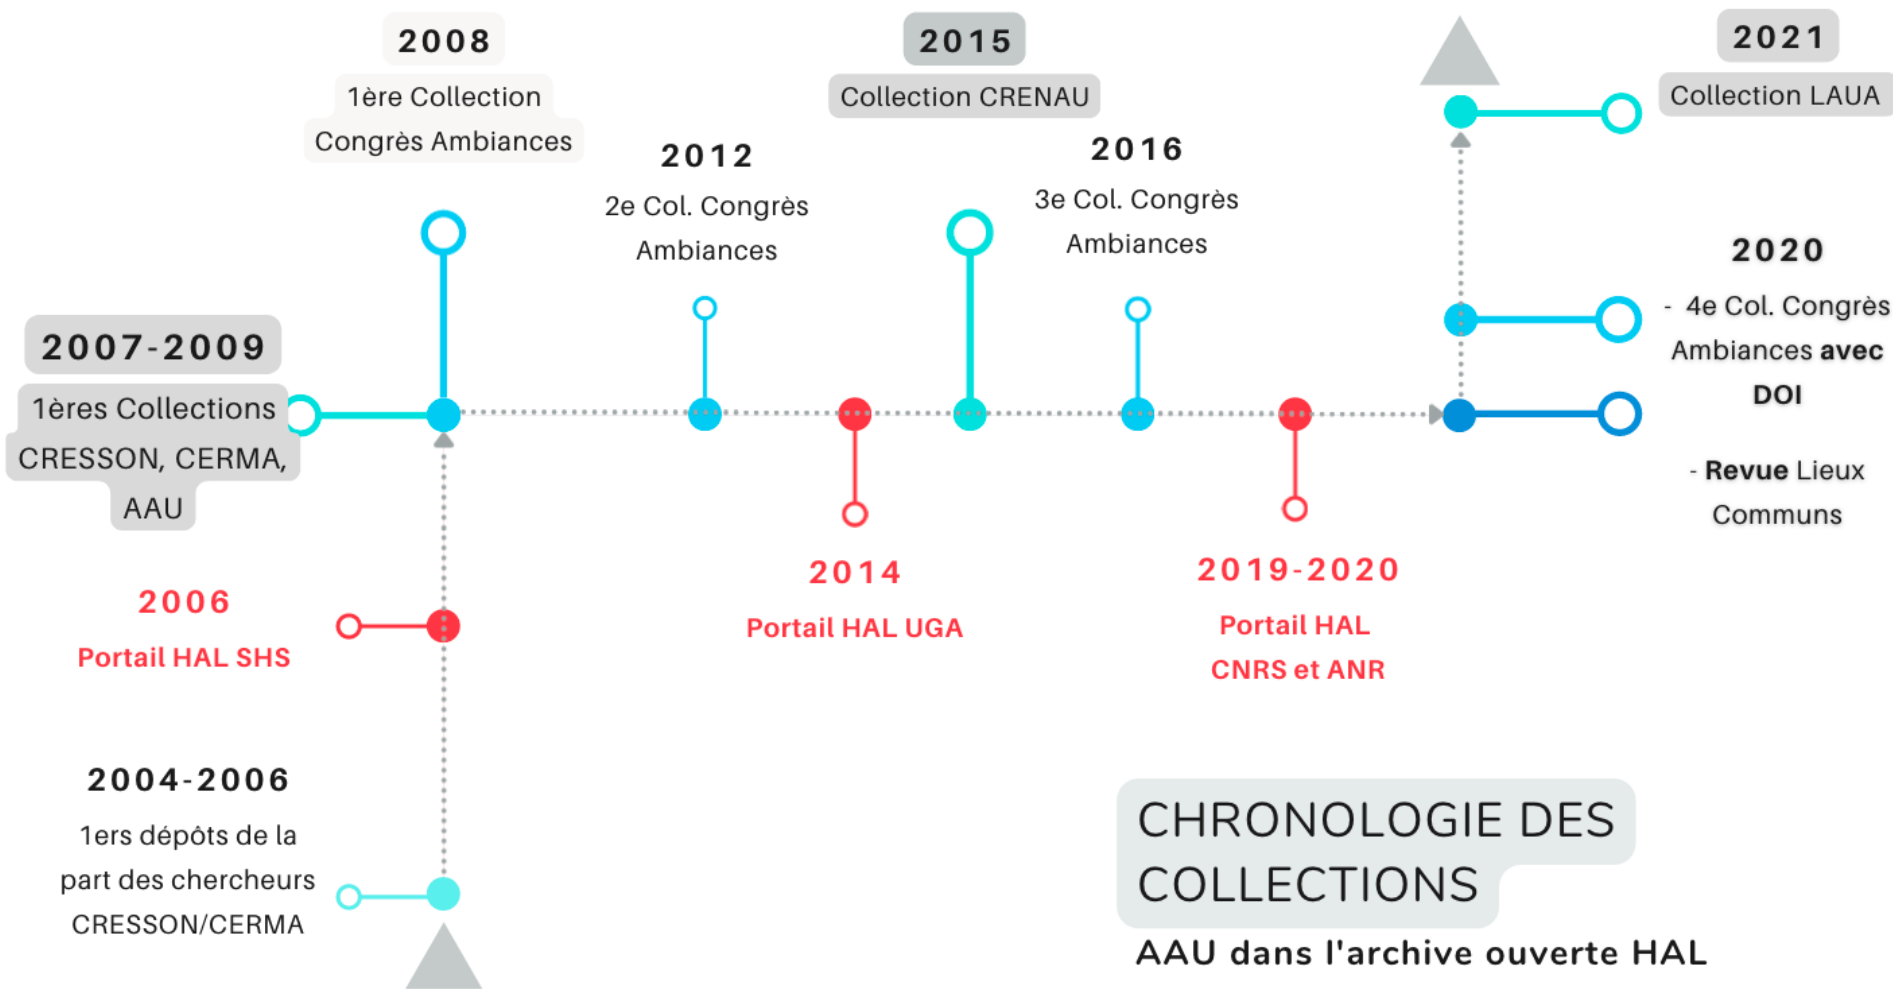 2008
1ère Collection
Congrès Ambiances
2015
Collection CRENAU
2021
Collection LAUA
2012
2e Col. Congrès
Ambiances
2016
3e Col. Congrès
Ambiances
2020
- 4e Col. Congrès
Ambiances avec
DOI
- Revue Lieux
Communs
2007-2009
1ères Collections
CRESSON, CERMA,
AAU
2006
Portail HAL SHS
2014
Portail HAL UGA
2019-2020
Portail HAL
CNRS et ANR
2004-2006
1ers dépôts de la
part des chercheurs
CRESSON/CERMA
CHRONOLOGIE DES
COLLECTIONS
AAU dans l'archive ouverte HAL